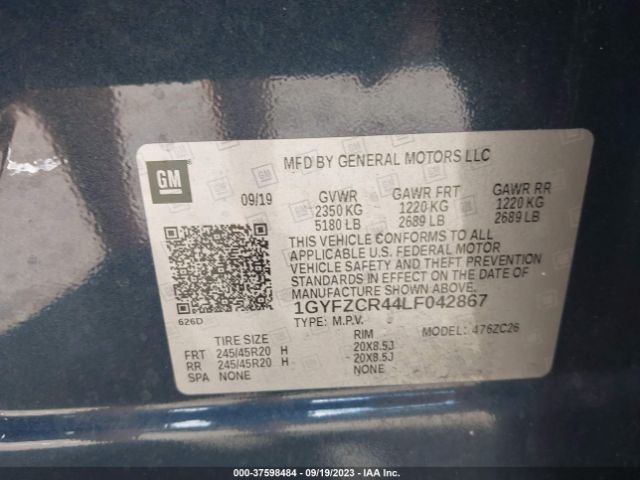 GM
MFD BY GENERAL MOTORS LLC
09/19 GVWR GAWR FRT GAWR RR
2350 KG 1220 KG 1220 KG
5180 LB 2689 LB 2689 LB
THIS VEHICLE CONFORMS TO ALL
APPLICABLE U.S. FEDERAL MOTOR
VEHICLE SAFETY AND THEFT PREVENTION
STANDARDS IN EFFECT ON THE DATE OF
MANUFACTURE SHOWN ABOVE.
1GYFZCR44LF042867
626D
TYPE: M.P.V. MODEL: 476ZC26
TIRE SIZE RIM
FRT 245/45R20 H 20X8.5J
RR 245/45R20 H 20X8.5J
SPA NONE NONE
000-37598484 - 09/19/2023 - IAA Inc.